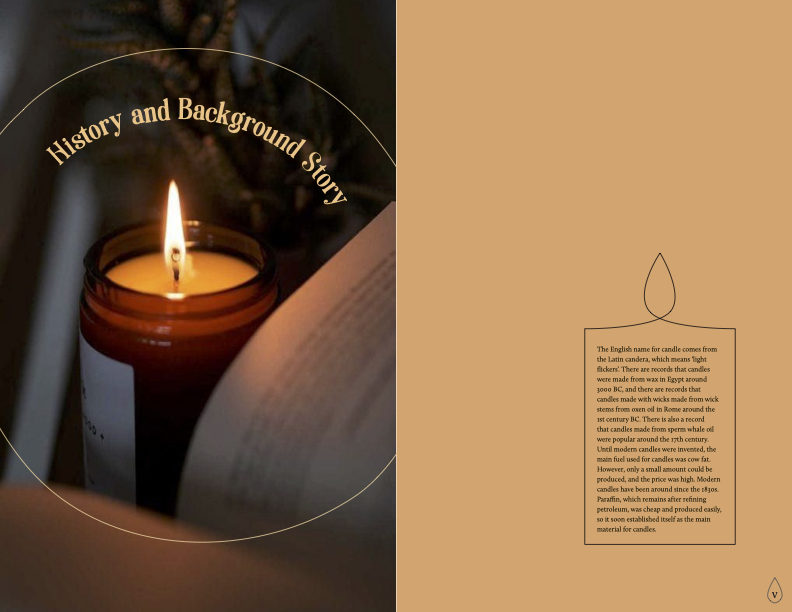 History and Background Story
The English name for candle comes from
the Latin candera, which means 'light
flickers'. There are records that candles
were made from wax in Egypt around
3000 BC, and there are records that
candles made with wicks made from wick
stems from oxen oil in Rome around the
1st century BC. There is also a record
that candles made from sperm whale oil
were popular around the 17th century.
Until modern candles were invented, the
main fuel used for candles was cow fat.
However, only a small amount could be
produced, and the price was high. Modern
candles have been around since the 1830s.
Paraffin, which remains after refining
petroleum, was cheap and produced easily,
so it soon established itself as the main
material for candles.
V